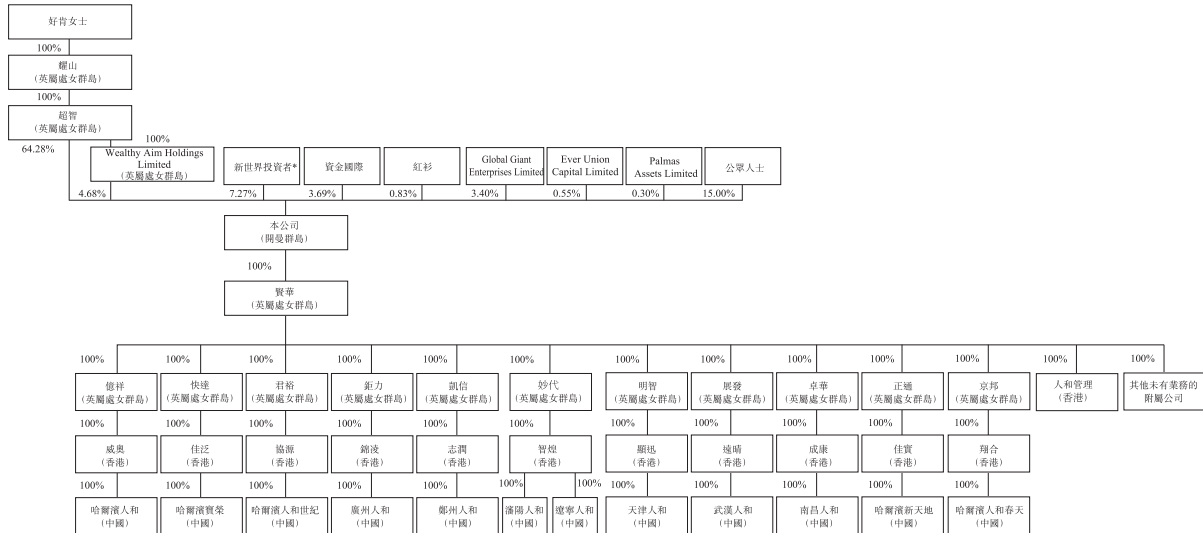 好肯女士
100%
耀山
(英屬處女群島)
100%
超智
(英屬處女群島)
64.28%
100%
Wealthy Aim Holdings
Limited
(英屬處女群島)
新世界投資者*
資金國際
紅衫
Global Giant
Enterprises Limited
Ever Union
Capital Limited
Palmas
Assets Limited
公眾人士
4.68%
7.27%
3.69%
0.83%
3.40%
0.55%
0.30%
15.00%
本公司
(開曼群島)
100%
賢華
(英屬處女群島)
100%
100%
100%
100%
100%
100%
100%
100%
100%
100%
100%
100%
100%
億祥
(英屬處女群島)
快達
(英屬處女群島)
君裕
(英屬處女群島)
鉅力
(英屬處女群島)
凱信
(英屬處女群島)
妙代
(英屬處女群島)
明智
(英屬處女群島)
展發
(英屬處女群島)
卓華
(英屬處女群島)
正通
(英屬處女群島)
京邦
(英屬處女群島)
人和管理
(香港)
其他未有業務的
附屬公司
100%
100%
100%
100%
100%
100%
100%
100%
100%
100%
100%
威奧
(香港)
佳泛
(香港)
協源
(香港)
錦凌
(香港)
志潤
(香港)
智煌
(香港)
顯迅
(香港)
遠晴
(香港)
成康
(香港)
佳實
(香港)
翔合
(香港)
100%
100%
100%
100%
100%
100%
100%
100%
100%
100%
100%
100%
哈爾濱人和
(中國)
哈爾濱寶榮
(中國)
哈爾濱人和世紀
(中國)
廣州人和
(中國)
鄭州人和
(中國)
瀋陽人和
(中國)
遼寧人和
(中國)
天津人和
(中國)
武漢人和
(中國)
南昌人和
(中國)
哈爾濱新天地
(中國)
哈爾濱人和春天
(中國)